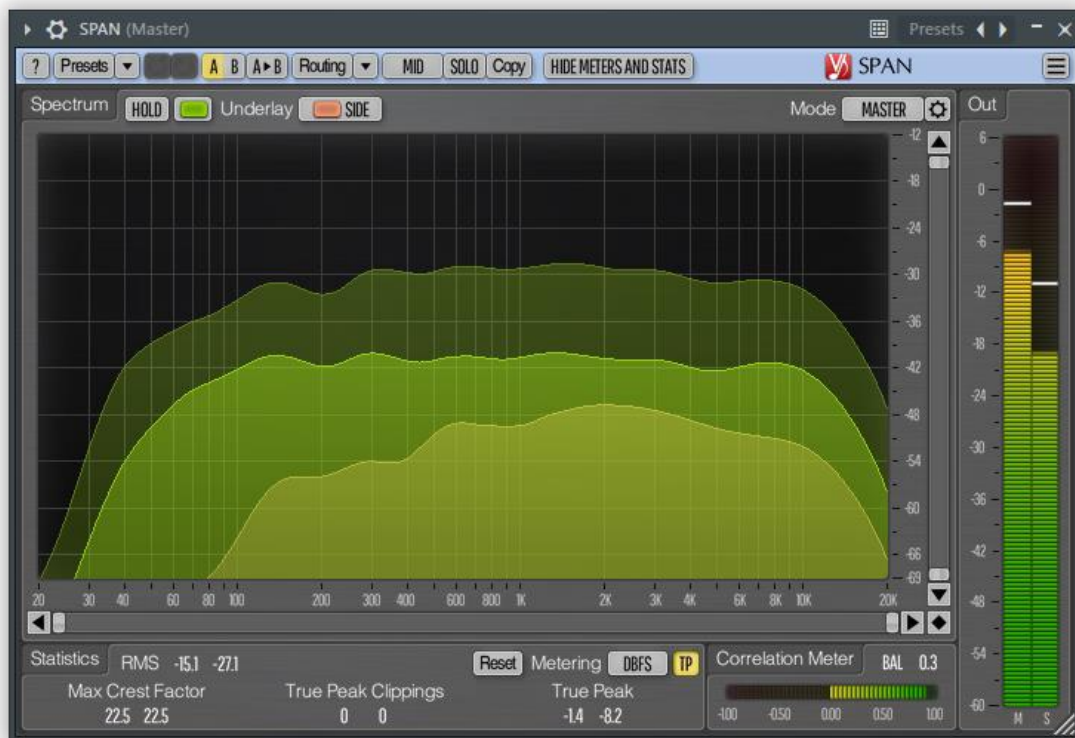 SPAN (Master) Presets
? Presets A B A▸B Routing MID SOLO Copy HIDE METERS AND STATS SPAN
Spectrum HOLD Underlay SIDE Mode MASTER Out
-12
-18
-24
-30
-36
-42
-48
-54
-60
-66
-69
6
0
-6
-12
-18
-24
-30
-36
-42
-48
-54
-60
M S
20 30 40 60 80 100 200 300 400 600 800 1K 2K 3K 4K 6K 8K 10K 20K
Statistics RMS -15.1 -27.1 Reset Metering DBFS TP Correlation Meter BAL 0.3
Max Crest Factor True Peak Clippings True Peak
22.5 22.5 0 0 -1.4 -8.2 -1.00 -0.50 0.00 0.50 1.00